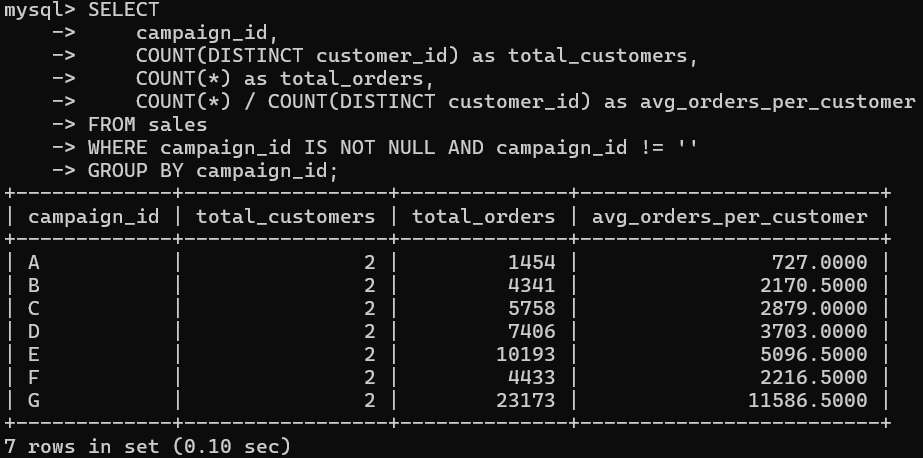 mysql> SELECT
    ->     campaign_id,
    ->     COUNT(DISTINCT customer_id) as total_customers,
    ->     COUNT(*) as total_orders,
    ->     COUNT(*) / COUNT(DISTINCT customer_id) as avg_orders_per_customer
    -> FROM sales
    -> WHERE campaign_id IS NOT NULL AND campaign_id != ''
    -> GROUP BY campaign_id;
+-------------+-----------------+--------------+-------------------------+
| campaign_id | total_customers | total_orders | avg_orders_per_customer |
+-------------+-----------------+--------------+-------------------------+
| A           |               2 |         1454 |                727.0000 |
| B           |               2 |         4341 |               2170.5000 |
| C           |               2 |         5758 |               2879.0000 |
| D           |               2 |         7406 |               3703.0000 |
| E           |               2 |        10193 |               5096.5000 |
| F           |               2 |         4433 |               2216.5000 |
| G           |               2 |        23173 |              11586.5000 |
+-------------+-----------------+--------------+-------------------------+
7 rows in set (0.10 sec)